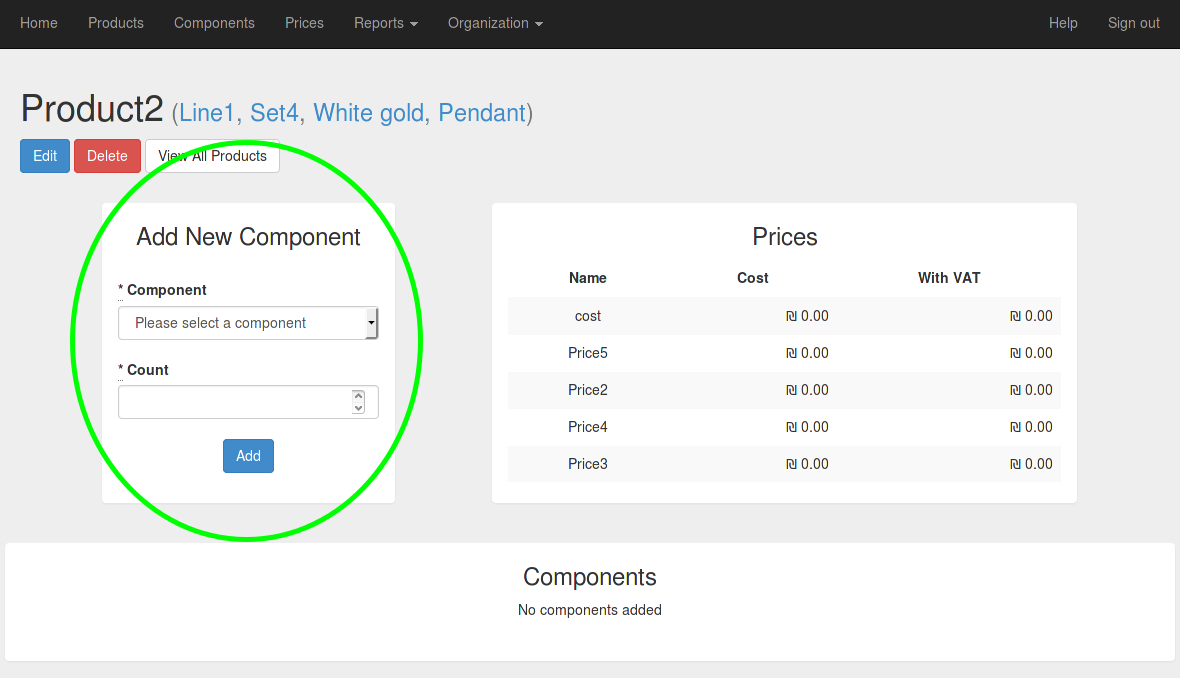 Home Products Components Prices Reports Organization Help Sign out
Product2 (Line1, Set4, White gold, Pendant)
Edit Delete View All Products
Add New Component
* Component
Please select a component
* Count
Add
Prices
Name Cost With VAT
cost ₪ 0.00 ₪ 0.00
Price5 ₪ 0.00 ₪ 0.00
Price2 ₪ 0.00 ₪ 0.00
Price4 ₪ 0.00 ₪ 0.00
Price3 ₪ 0.00 ₪ 0.00
Components
No components added